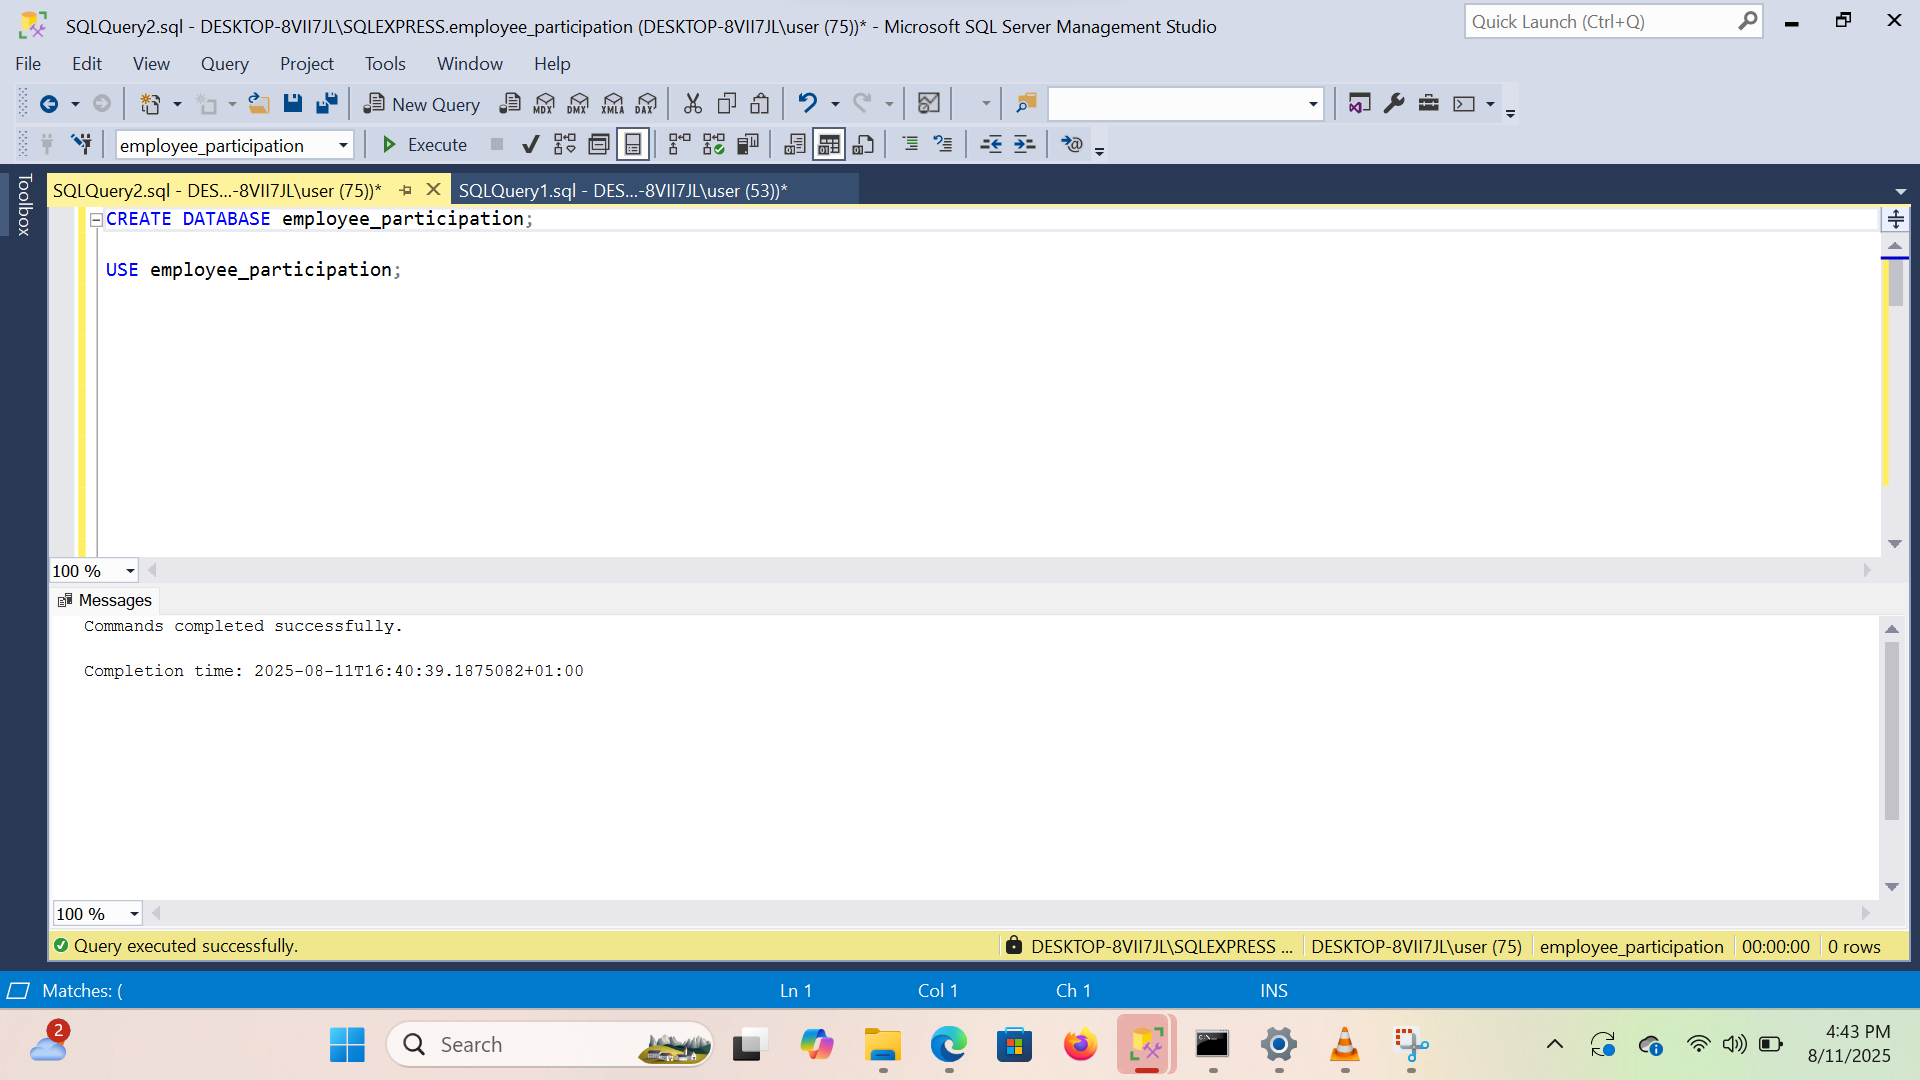 SQLQuery2.sql - DESKTOP-8VII7JL\SQLEXPRESS.employee_participation (DESKTOP-8VII7JL\user (75))* - Microsoft SQL Server Management Studio
Quick Launch (Ctrl+Q)
File Edit View Query Project Tools Window Help
New Query MDX DMX XMLA DAX
employee_participation Execute
Toolbox
SQLQuery2.sql - DES...-8VII7JL\user (75))* SQLQuery1.sql - DES...-8VII7JL\user (53))*
CREATE DATABASE employee_participation;
USE employee_participation;
100 %
Messages
Commands completed successfully.
Completion time: 2025-08-11T16:40:39.1875082+01:00
100 %
Query executed successfully. DESKTOP-8VII7JL\SQLEXPRESS ... DESKTOP-8VII7JL\user (75) employee_participation 00:00:00 0 rows
Matches: ( Ln 1 Col 1 Ch 1 INS
2
Search
4:43 PM
8/11/2025